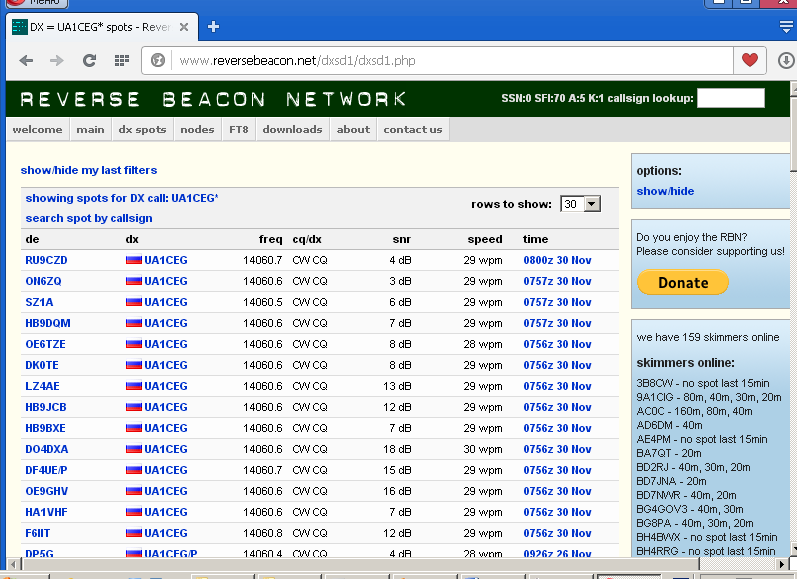 Меню
DX = UA1CEG* spots - Rever
www.reversebeacon.net/dxsd1/dxsd1.php
REVERSE BEACON NETWORK
SSN:0 SFI:70 A:5 K:1 callsign lookup:
welcome main dx spots nodes FT8 downloads about contact us
show/hide my last filters
showing spots for DX call: UA1CEG*
search spot by callsign
rows to show: 30
de dx freq cq/dx snr speed time
RU9CZD UA1CEG 14060.7 CW CQ 4 dB 29 wpm 0800z 30 Nov
ON6ZQ UA1CEG 14060.6 CW CQ 3 dB 29 wpm 0757z 30 Nov
SZ1A UA1CEG 14060.5 CW CQ 6 dB 29 wpm 0757z 30 Nov
HB9DQM UA1CEG 14060.6 CW CQ 7 dB 29 wpm 0757z 30 Nov
OE6TZE UA1CEG 14060.6 CW CQ 8 dB 28 wpm 0756z 30 Nov
DK0TE UA1CEG 14060.6 CW CQ 8 dB 29 wpm 0756z 30 Nov
LZ4AE UA1CEG 14060.6 CW CQ 13 dB 29 wpm 0756z 30 Nov
HB9JCB UA1CEG 14060.6 CW CQ 12 dB 29 wpm 0756z 30 Nov
HB9BXE UA1CEG 14060.6 CW CQ 7 dB 29 wpm 0756z 30 Nov
DO4DXA UA1CEG 14060.6 CW CQ 18 dB 30 wpm 0756z 30 Nov
DF4UE/P UA1CEG 14060.7 CW CQ 15 dB 29 wpm 0756z 30 Nov
OE9GHV UA1CEG 14060.6 CW CQ 16 dB 29 wpm 0756z 30 Nov
HA1VHF UA1CEG 14060.6 CW CQ 7 dB 29 wpm 0756z 30 Nov
F6IIT UA1CEG 14060.8 CW CQ 12 dB 29 wpm 0756z 30 Nov
DP5G UA1CEG/P 14060.4 CW CQ 4 dB 28 wpm 0926z 26 Nov
options:
show/hide
Do you enjoy the RBN?
Please consider supporting us!
Donate
we have 159 skimmers online
skimmers online:
3B8CW - no spot last 15min
9A1CIG - 80m, 40m, 30m, 20m
AC0C - 160m, 80m, 40m
AD6DM - 40m
AE4PM - no spot last 15min
BA7QT - 20m
BD2RJ - 40m, 30m, 20m
BD7JNA - 20m
BD7NWR - 40m, 20m
BG4GOV3 - 40m, 30m
BG8PA - 40m, 30m, 20m
BH4BWX - no spot last 15min
BH4RRG - no spot last 15min